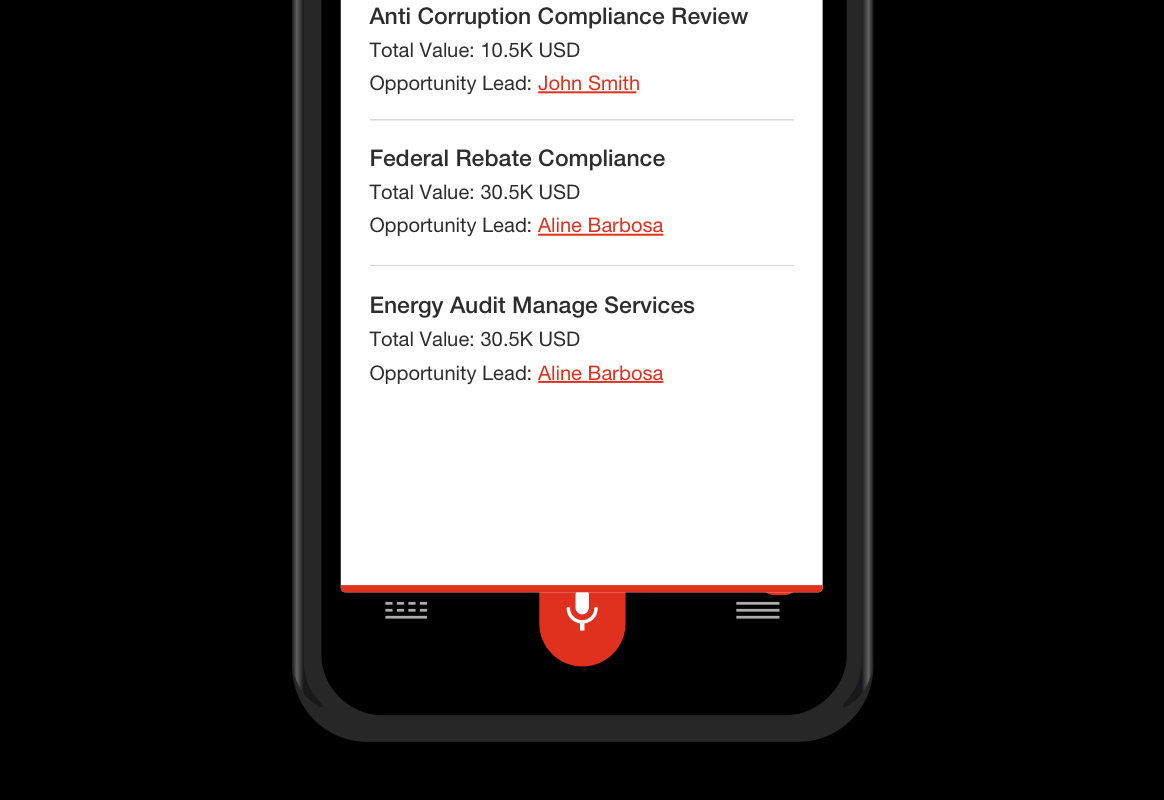 Anti Corruption Compliance Review
Total Value: 10.5K USD
Opportunity Lead: John Smith
Federal Rebate Compliance
Total Value: 30.5K USD
Opportunity Lead: Aline Barbosa
Energy Audit Manage Services
Total Value: 30.5K USD
Opportunity Lead: Aline Barbosa